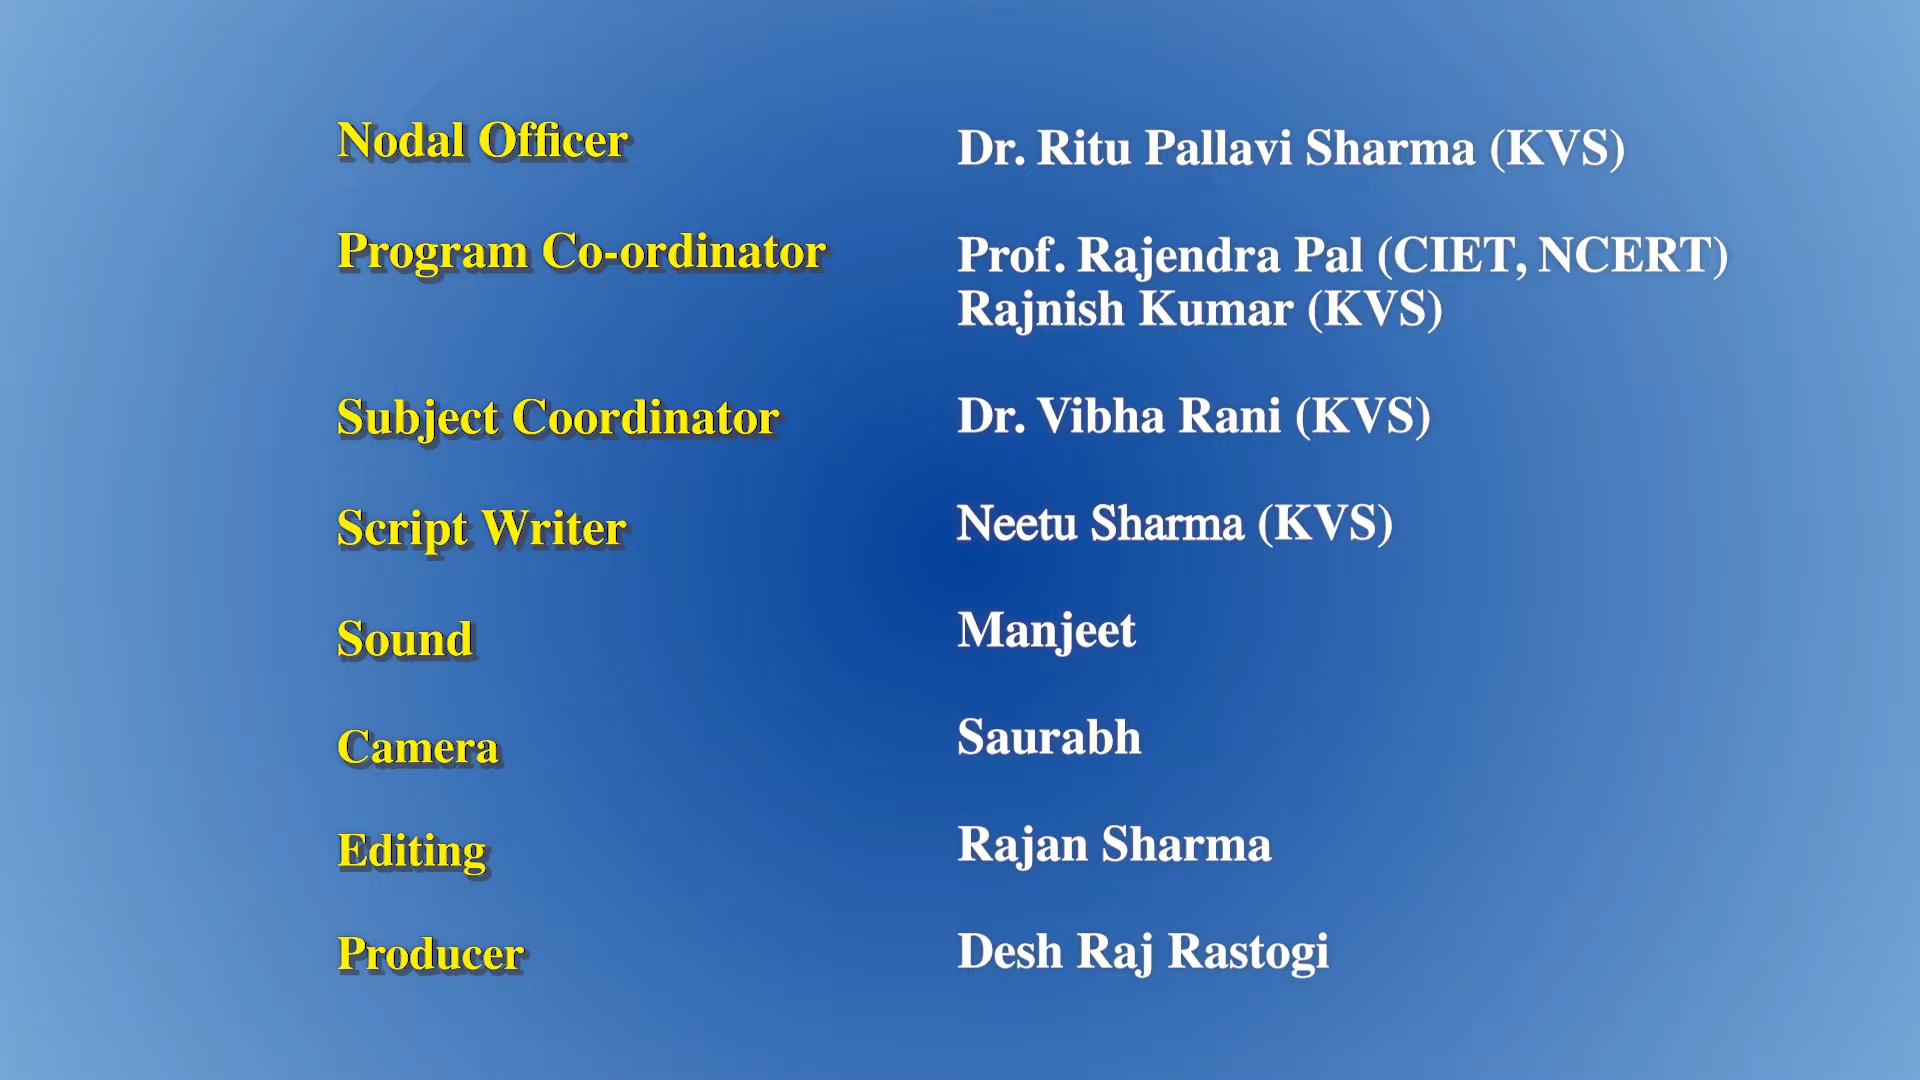 Nodal Officer Dr. Ritu Pallavi Sharma (KVS)
Program Co-ordinator Prof. Rajendra Pal (CIET, NCERT)
Rajnish Kumar (KVS)
Subject Coordinator Dr. Vibha Rani (KVS)
Script Writer Neetu Sharma (KVS)
Sound Manjeet
Camera Saurabh
Editing Rajan Sharma
Producer Desh Raj Rastogi